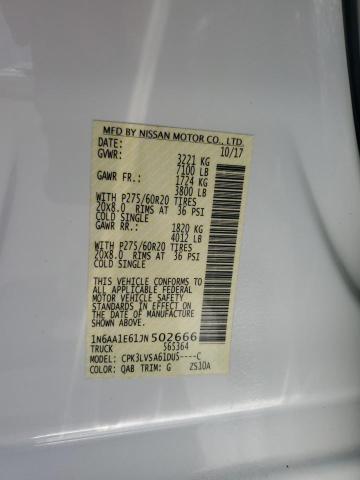 MFD BY NISSAN MOTOR CO., LTD
DATE: 10/17
GVWR: 3221 KG
7100 LB
GAWR FR.: 1724 KG
3800 LB
WITH P275/60R20 TIRES
20X8.0 RIMS AT 36 PSI
COLD SINGLE
GAWR RR.: 1820 KG
4012 LB
WITH P275/60R20 TIRES
20X8.0 RIMS AT 36 PSI
COLD SINGLE
THIS VEHICLE CONFORMS TO
ALL APPLICABLE FEDERAL
MOTOR VEHICLE SAFETY
STANDARDS IN EFFECT ON THE
DATE OF MANUFACTURE
SHOWN ABOVE.
1N6AA1E61JN502666
TRUCK 565364
MODEL: CPK3LVSA61DU5----C
COLOR: QAB TRIM: G ZS10A